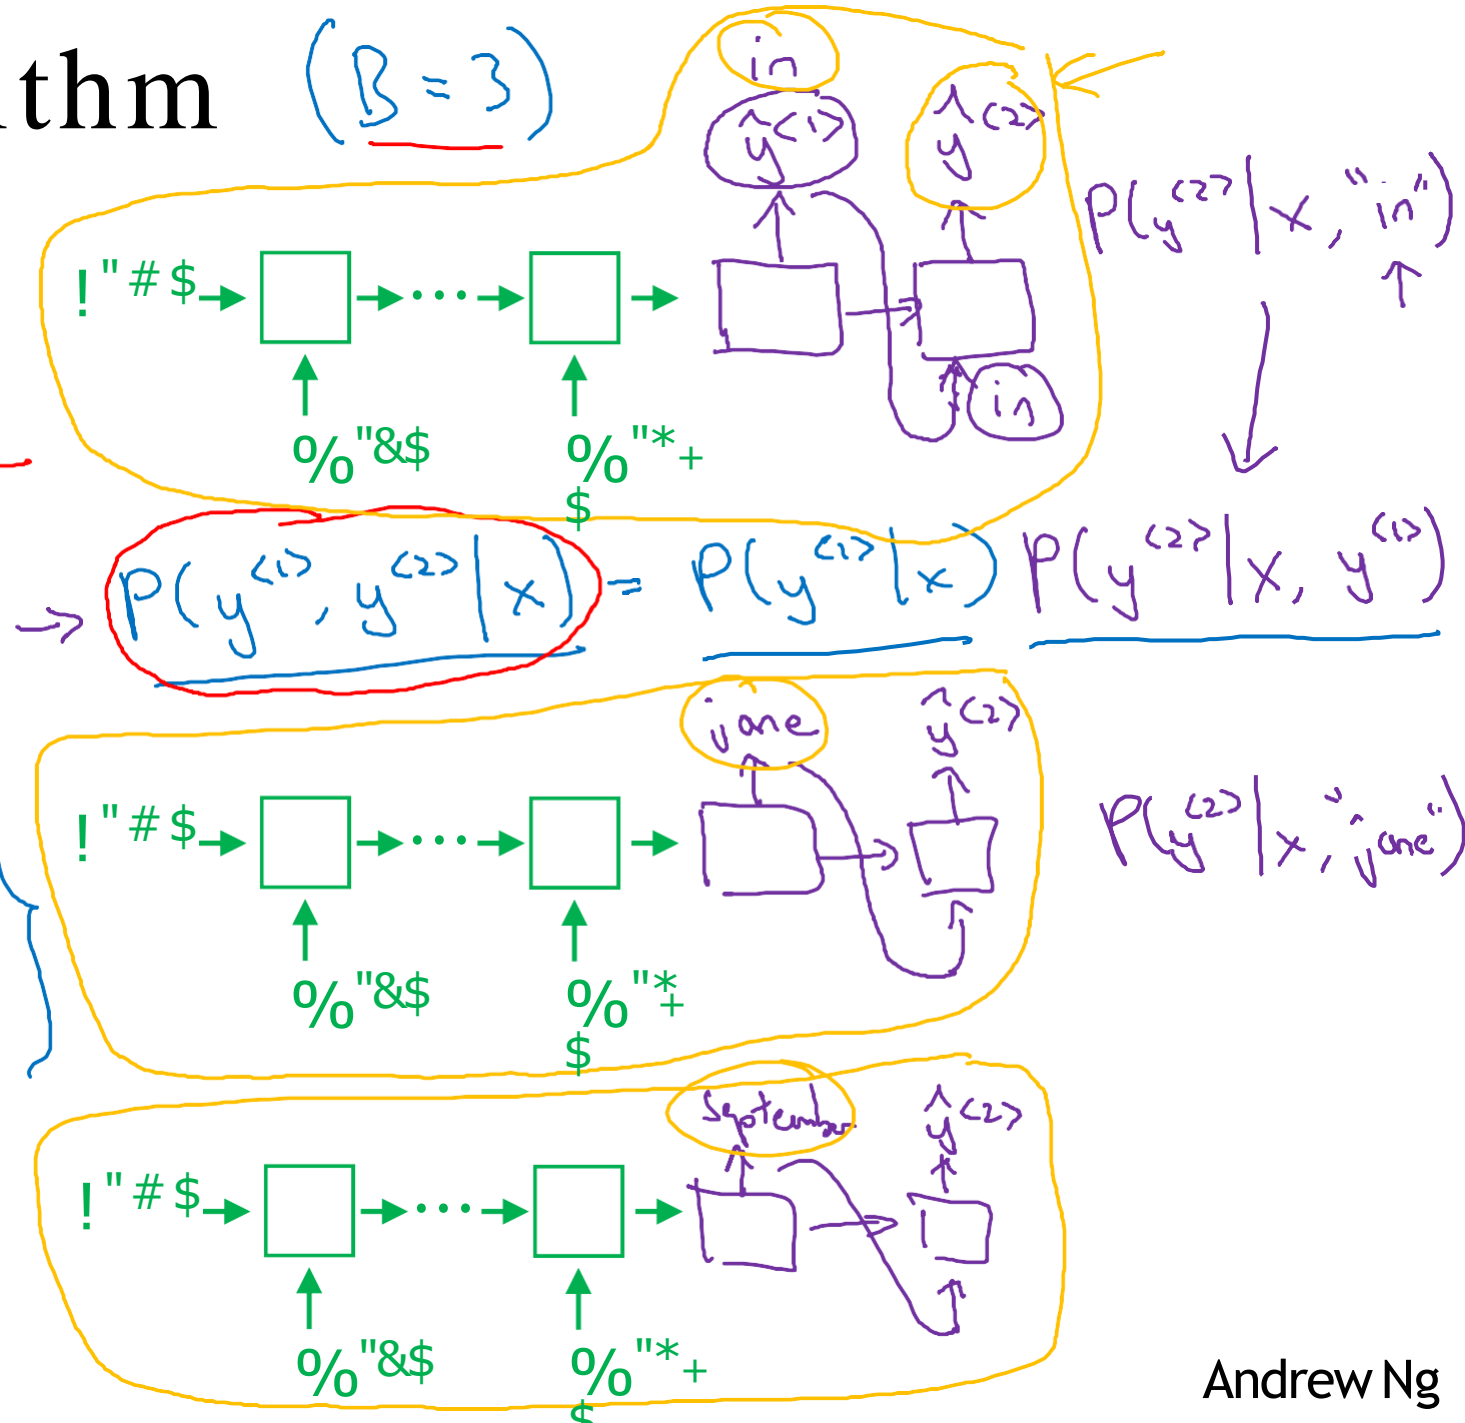 ithm (B = 3)
in
ŷ<1> ŷ<2>
P(y<2>|x, "in")
!"#$ ...
in
%"&$ %"*+
$
P(y<1>, y<2>|x) = P(y<1>|x) P(y<2>|x, y<1>)
jane ŷ<2>
!"#$ ...
P(y<2>|x, "jane")
%"&$ %"*+
$
September ŷ<2>
!"#$ ...
%"&$ %"*+
$
Andrew Ng